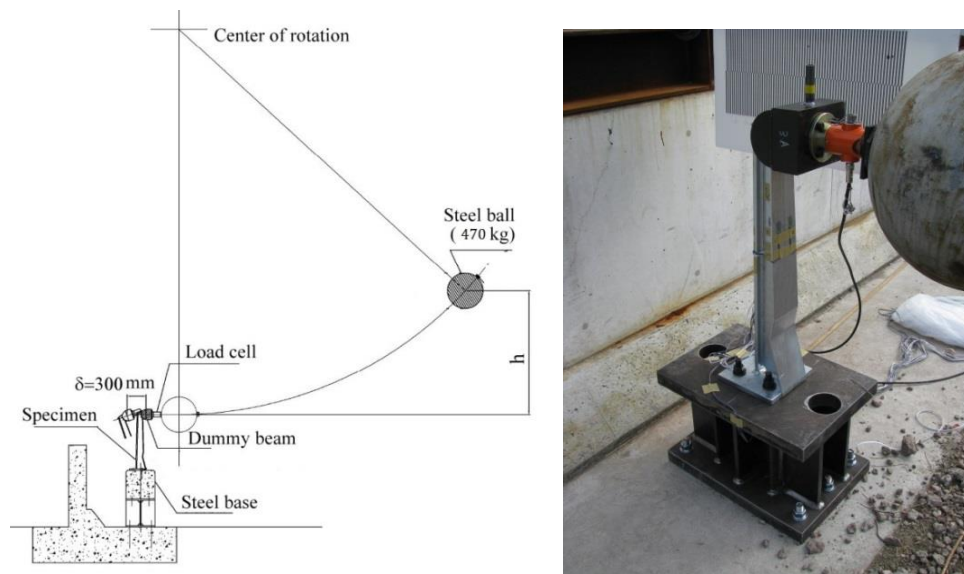 Center of rotation
Steel ball
( 470 kg)
h
Load cell
δ=300 mm
Specimen
Dummy beam
Steel base